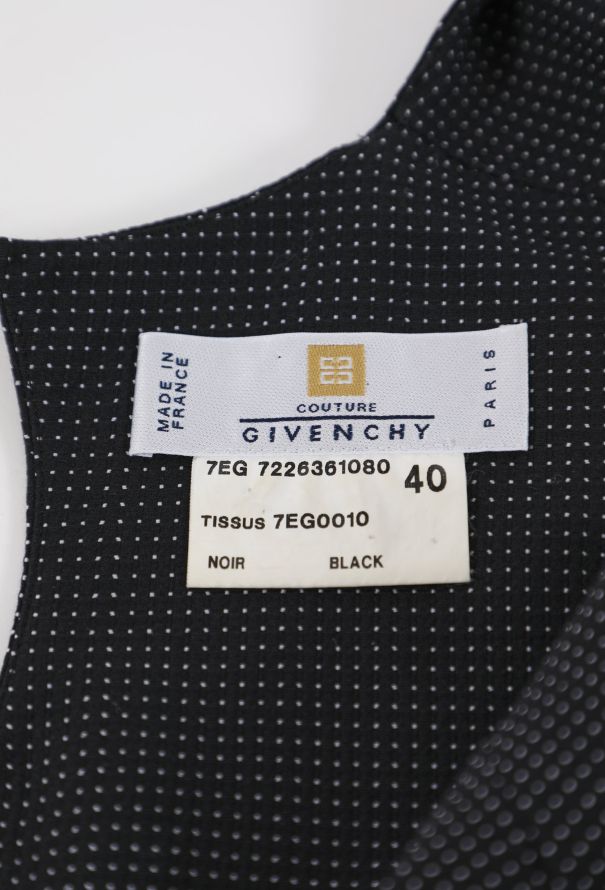 MADE IN
FRANCE
COUTURE
GIVENCHY
PARIS
7EG 7226361080 40
TISSUS 7EG0010
NOIR BLACK